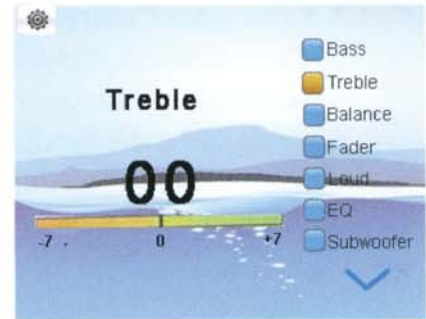 Bass
Treble
Treble
Balance
Fader
00
Loud
EQ
-7 0 +7
Subwoofer